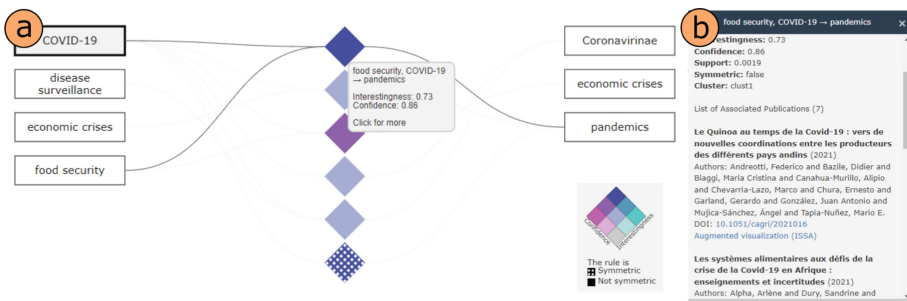 a
COVID-19
disease
surveillance
economic crises
food security
food security, COVID-19
→ pandemics
Interestingness: 0.73
Confidence: 0.86
Click for more
Coronavirinae
economic crises
pandemics
Confidence
Interestingness
The rule is
Symmetric
Not symmetric
b
food security, COVID-19 → pandemics
×
Interestingness: 0.73
Confidence: 0.86
Support: 0.0019
Symmetric: false
Cluster: clust1
List of Associated Publications (7)
Le Quinoa au temps de la Covid-19 : vers de
nouvelles coordinations entre les producteurs
des différents pays andins (2021)
Authors: Andreotti, Federico and Bazile, Didier and
Biaggi, Maria Cristina and Canahua-Murillo, Alipio
and Chevarria-Lazo, Marco and Chura, Ernesto and
Garland, Gerardo and González, Juan Antonio and
Mujica-Sánchez, Ángel and Tapia-Nuñez, Mario E.
DOI: 10.1051/cagri/2021016
Augmented visualization (ISSA)
Les systèmes alimentaires aux défis de la
crise de la Covid-19 en Afrique :
enseignements et incertitudes (2021)
Authors: Alpha, Arlène and Dury, Sandrine and